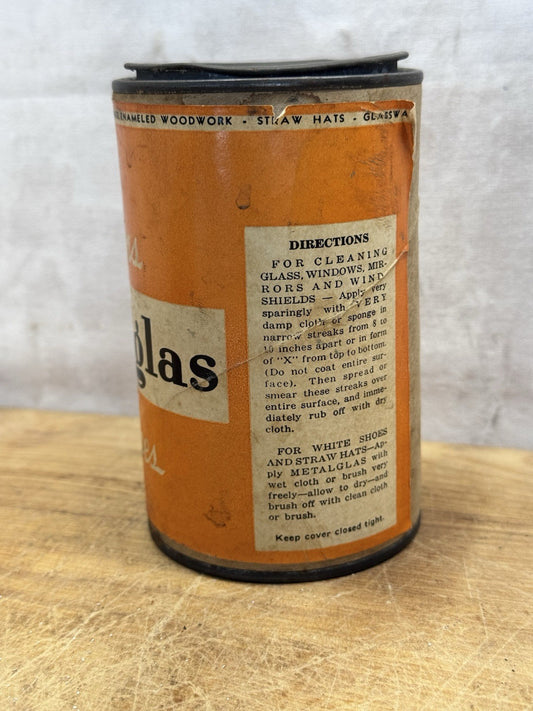 ENAMELED WOODWORK - STRAW HATS - GLASSWA
s
glas
es
DIRECTIONS
FOR CLEANING
GLASS, WINDOWS, MIR-
RORS AND WIND
SHIELDS — Apply very
sparingly with VERY
damp cloth or sponge in
narrow streaks from 8 to
10 inches apart or in form
of "X" from top to bottom.
(Do not coat entire sur-
face). Then spread or
smear these streaks over
entire surface, and imme-
diately rub off with dry
cloth.
FOR WHITE SHOES
AND STRAW HATS—Ap-
ply METALGLAS with
wet cloth or brush very
freely—allow to dry—and
brush off with clean cloth
or brush.
Keep cover closed tight.